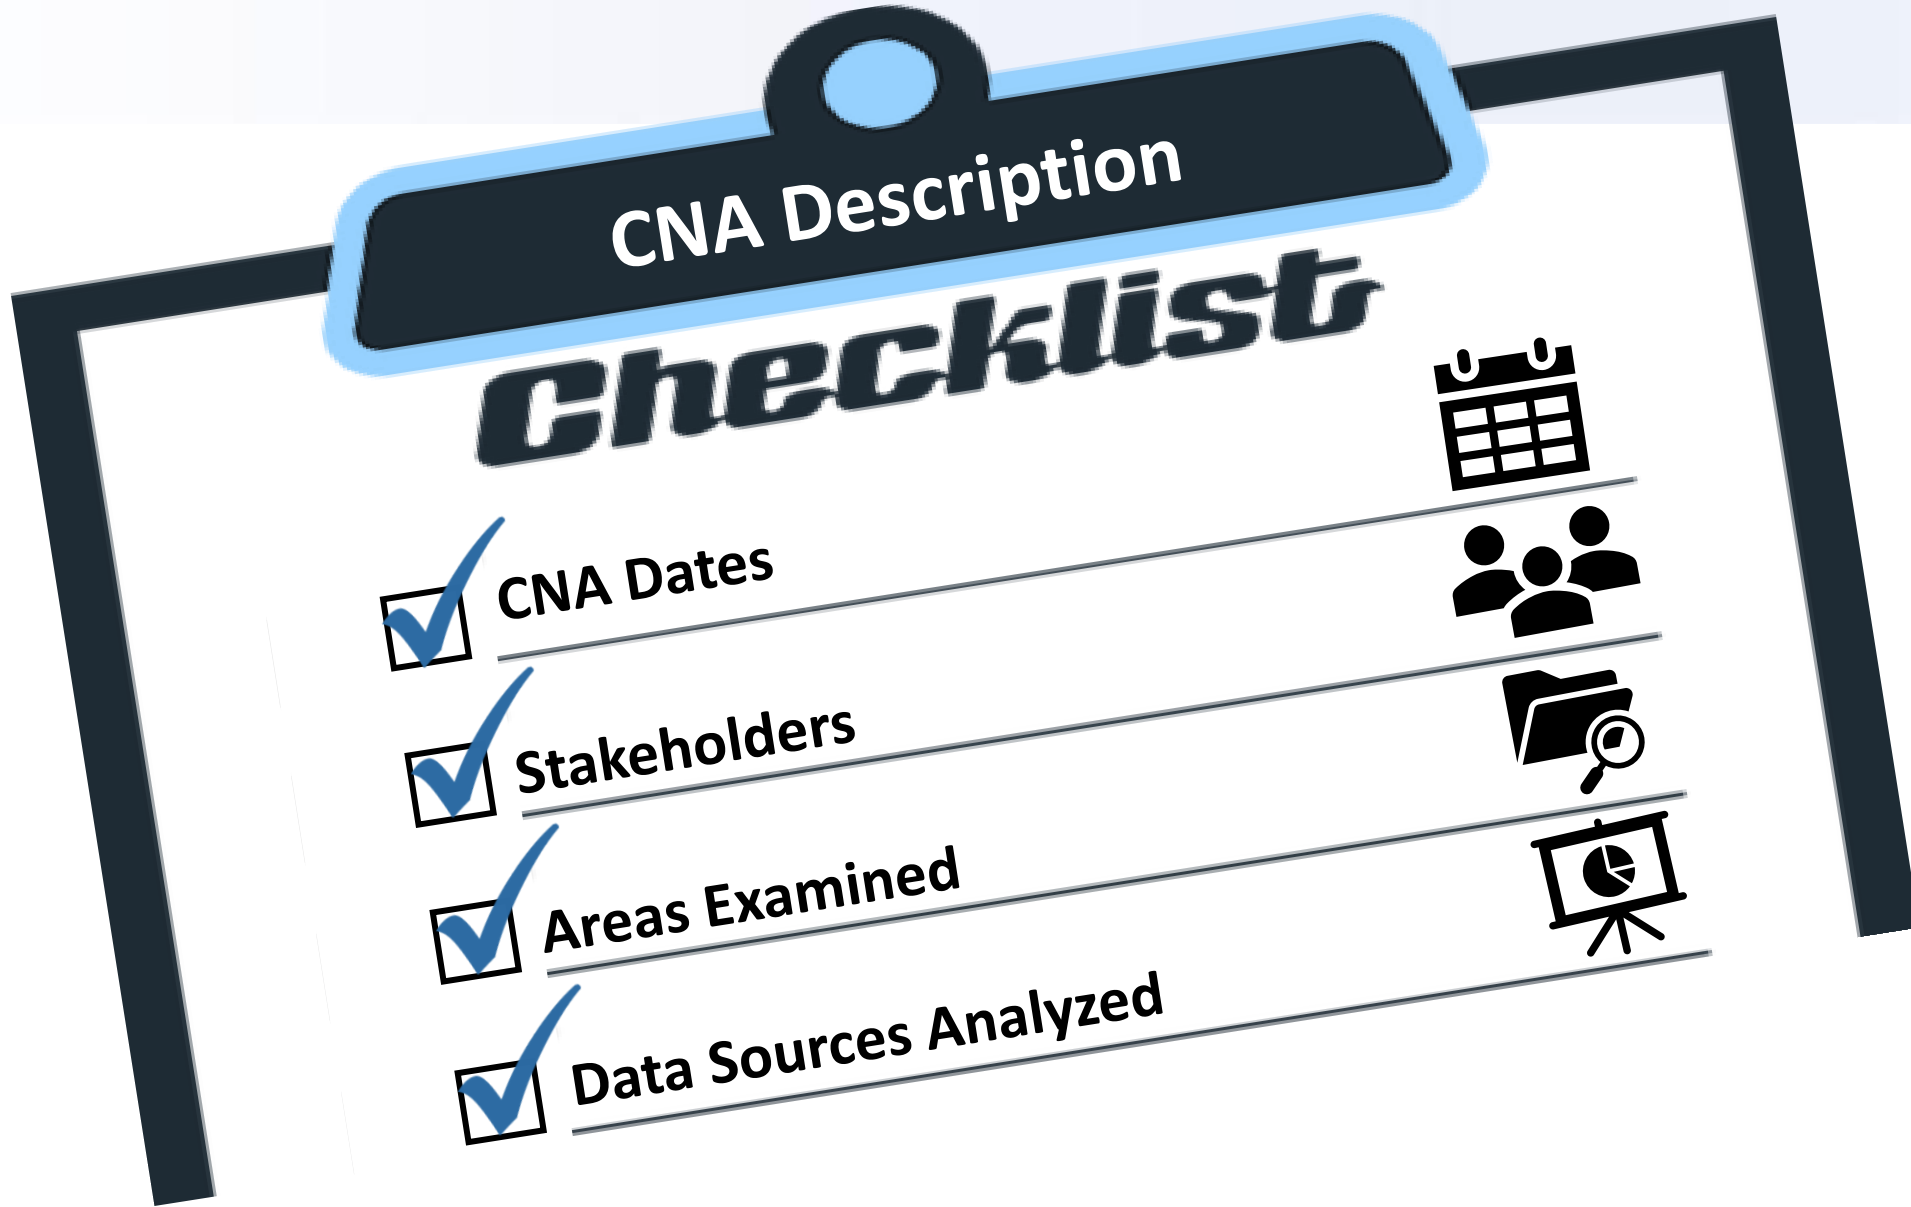 CNA Description
Checklist
CNA Dates
Stakeholders
Areas Examined
Data Sources Analyzed